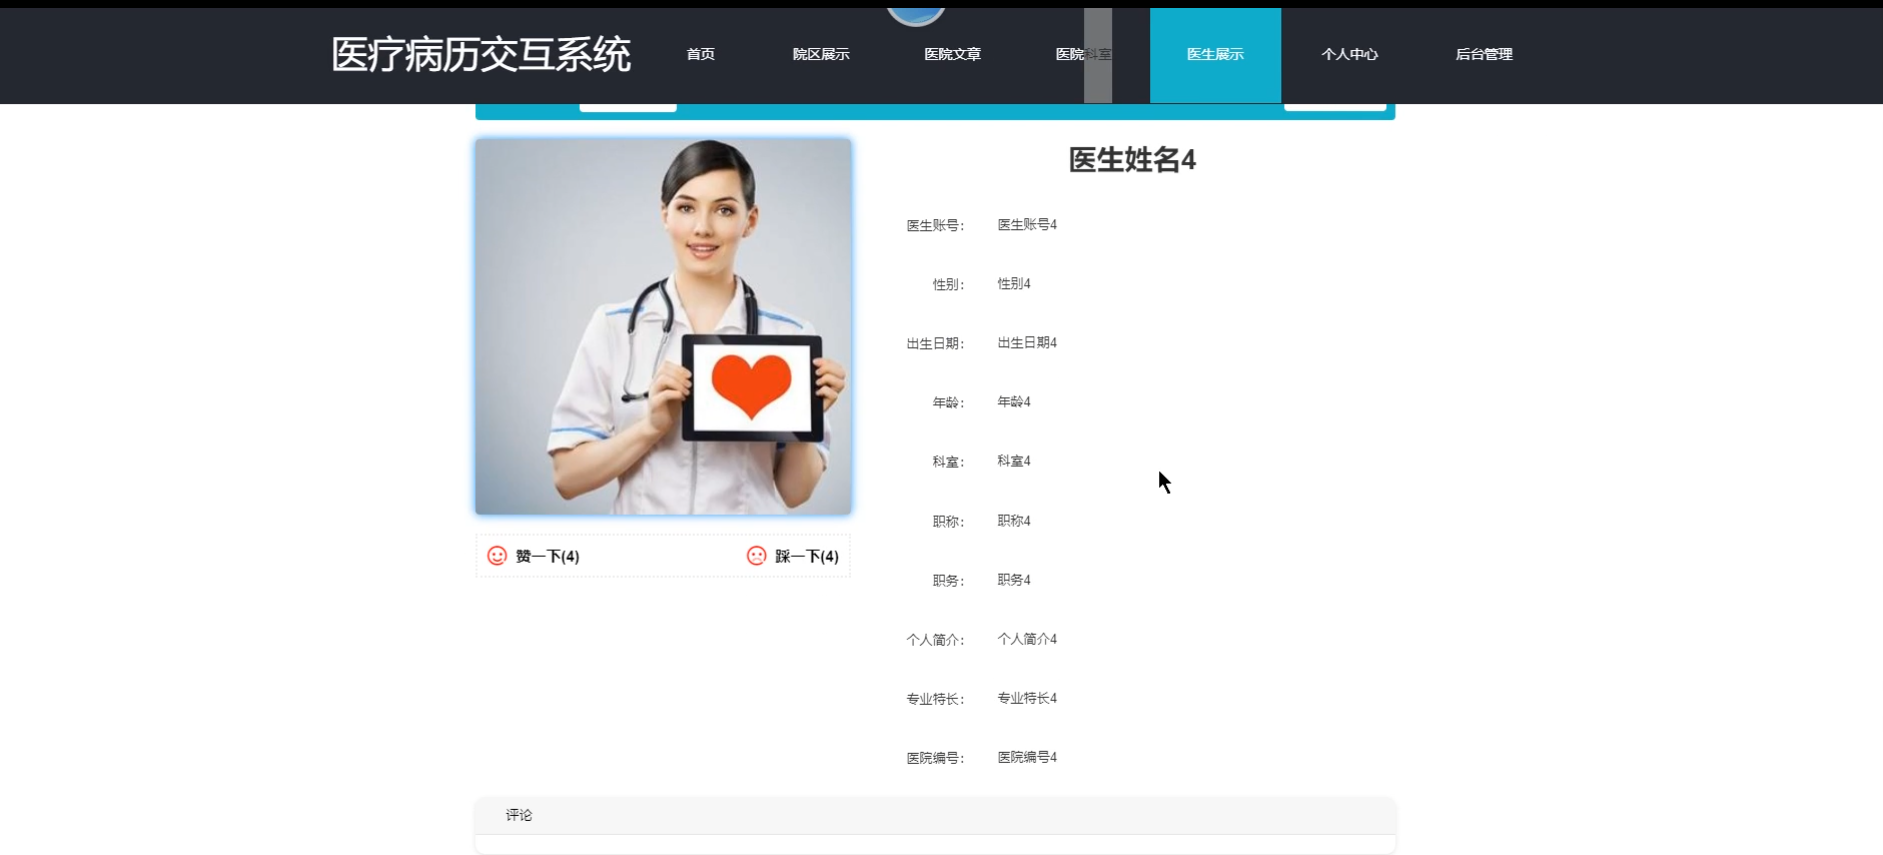 医疗病历交互系统 首页 院区展示 医院文章 医院科室 医生展示 个人中心 后台管理
医生姓名4
医生账号： 医生账号4
性别： 性别4
出生日期： 出生日期4
年龄： 年龄4
科室： 科室4
职称： 职称4
赞一下(4) 踩一下(4)
职务： 职务4
个人简介： 个人简介4
专业特长： 专业特长4
医院编号： 医院编号4
评论